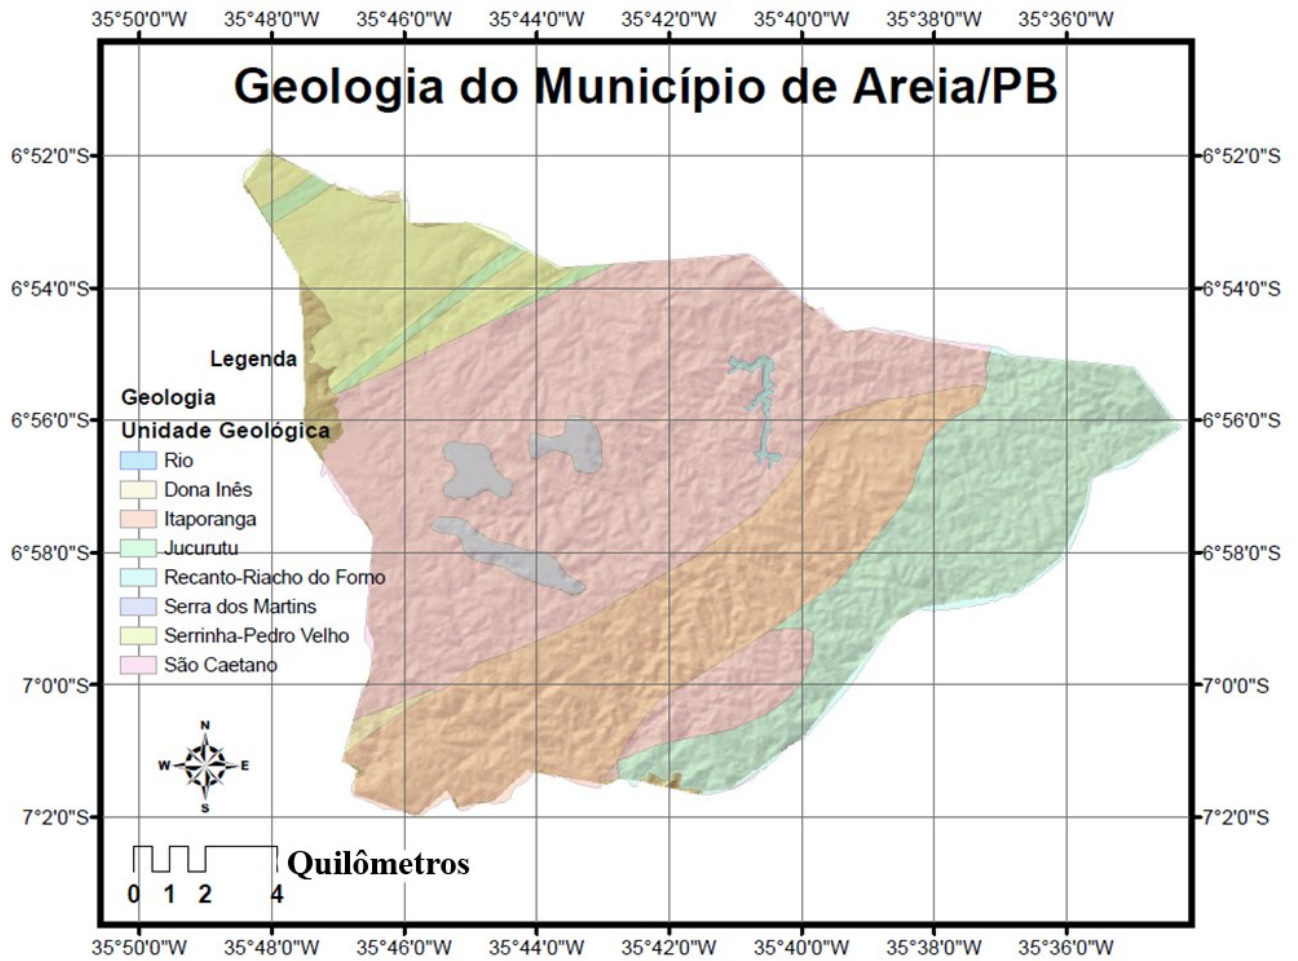 35°50'0"W 35°48'0"W 35°46'0"W 35°44'0"W 35°42'0"W 35°40'0"W 35°38'0"W 35°36'0"W
Geologia do Município de Areia/PB
6°52'0"S 6°52'0"S
6°54'0"S 6°54'0"S
Legenda
Geologia
6°56'0"S 6°56'0"S
Unidade Geológica
Rio
Dona Inês
Itaporanga
6°58'0"S 6°58'0"S
Jucurutu
Recanto-Riacho do Forno
Serra dos Martins
Serrinha-Pedro Velho
São Caetano
7°0'0"S 7°0'0"S
N
W E
S
7°2'0"S 7°2'0"S
Quilômetros
0 1 2 4
35°50'0"W 35°48'0"W 35°46'0"W 35°44'0"W 35°42'0"W 35°40'0"W 35°38'0"W 35°36'0"W